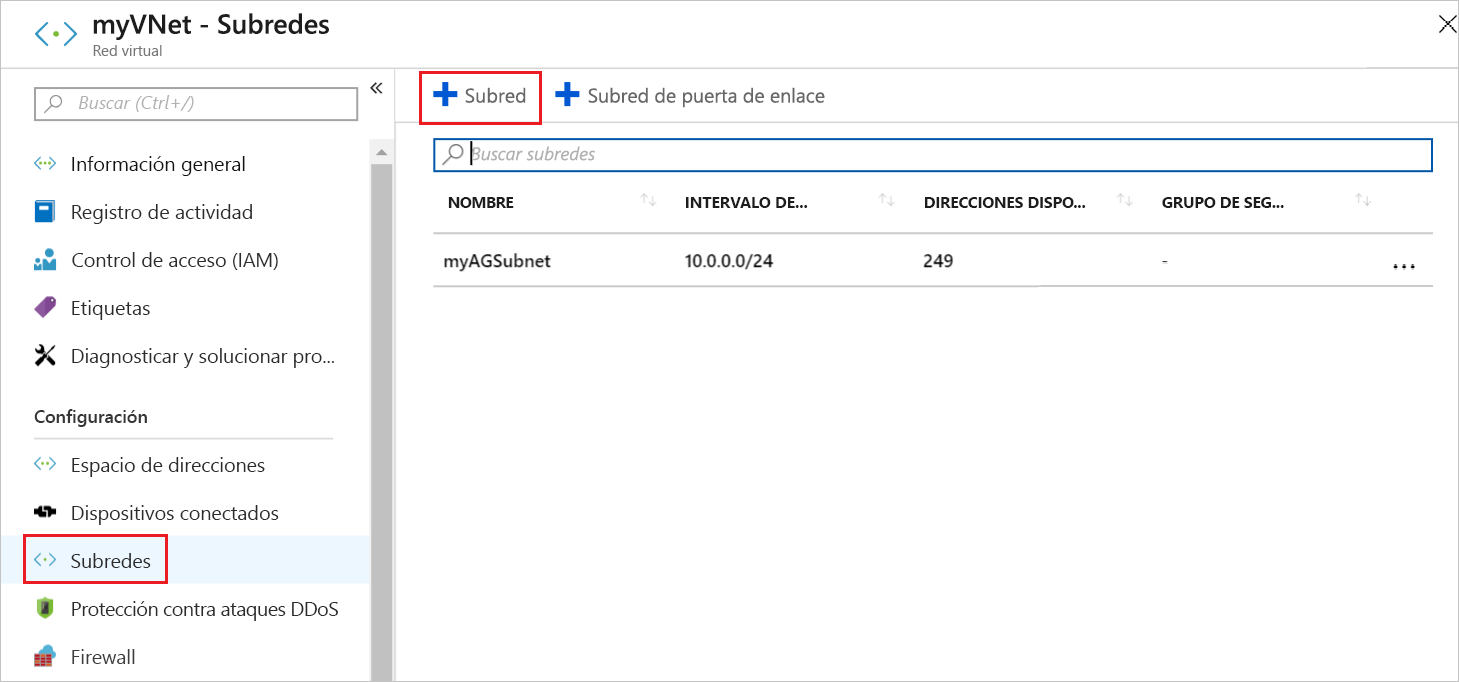 myVNet - Subredes
Red virtual
Buscar (Ctrl+/)
Información general
Registro de actividad
Control de acceso (IAM)
Etiquetas
Diagnosticar y solucionar pro...
Configuración
Espacio de direcciones
Dispositivos conectados
Subredes
Protección contra ataques DDoS
Firewall
Subred Subred de puerta de enlace
Buscar subredes
NOMBRE INTERVALO DE... DIRECCIONES DISPO... GRUPO DE SEG...
myAGSubnet 10.0.0.0/24 249 - ...